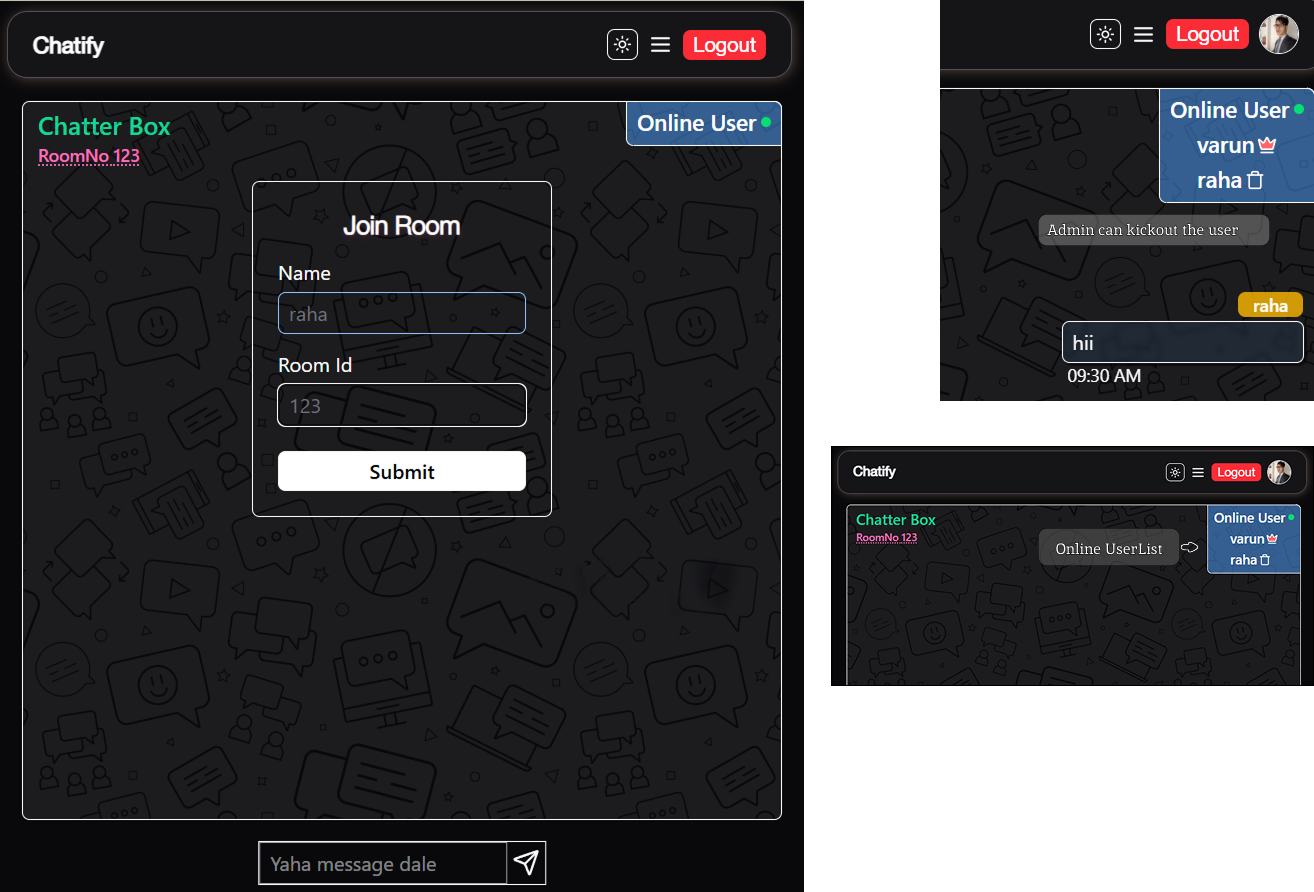 Chatify
Logout
Chatter Box
RoomNo 123
Online User
Join Room
Name
raha
Room Id
123
Submit
Yaha message dale
Logout
Online User
varun
raha
Admin can kickout the user
raha
hii
09:30 AM
Chatify
Logout
Chatter Box
RoomNo 123
Online UserList
Online User
varun
raha